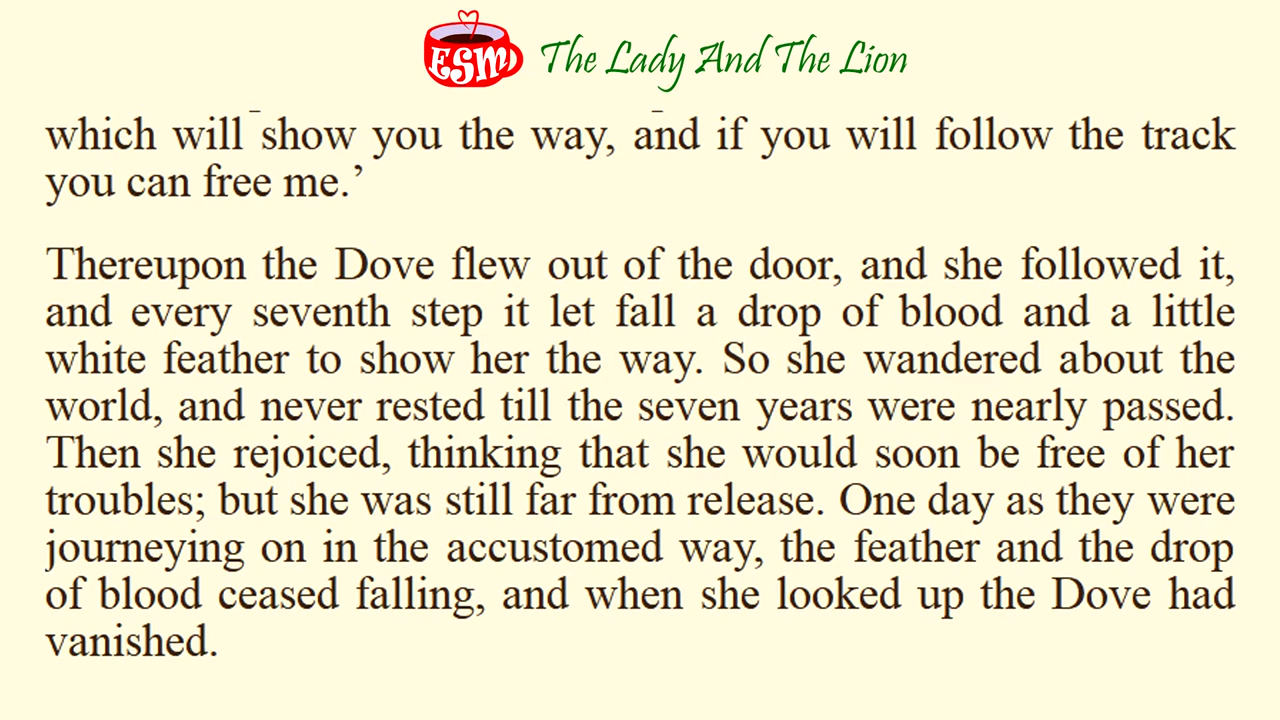 ESM The Lady And The Lion
which will show you the way, and if you will follow the track
you can free me.’
Thereupon the Dove flew out of the door, and she followed it,
and every seventh step it let fall a drop of blood and a little
white feather to show her the way. So she wandered about the
world, and never rested till the seven years were nearly passed.
Then she rejoiced, thinking that she would soon be free of her
troubles; but she was still far from release. One day as they were
journeying on in the accustomed way, the feather and the drop
of blood ceased falling, and when she looked up the Dove had
vanished.